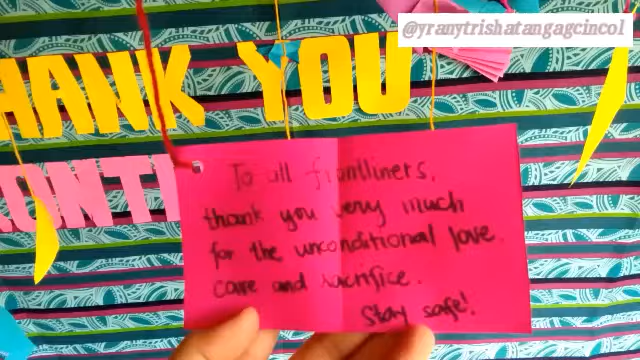 @yranytrishatangagcincol
HANK YOU
RONTL
To all frontliners,
thank you very much
for the unconditional love
care and sacrifice.
Stay safe!